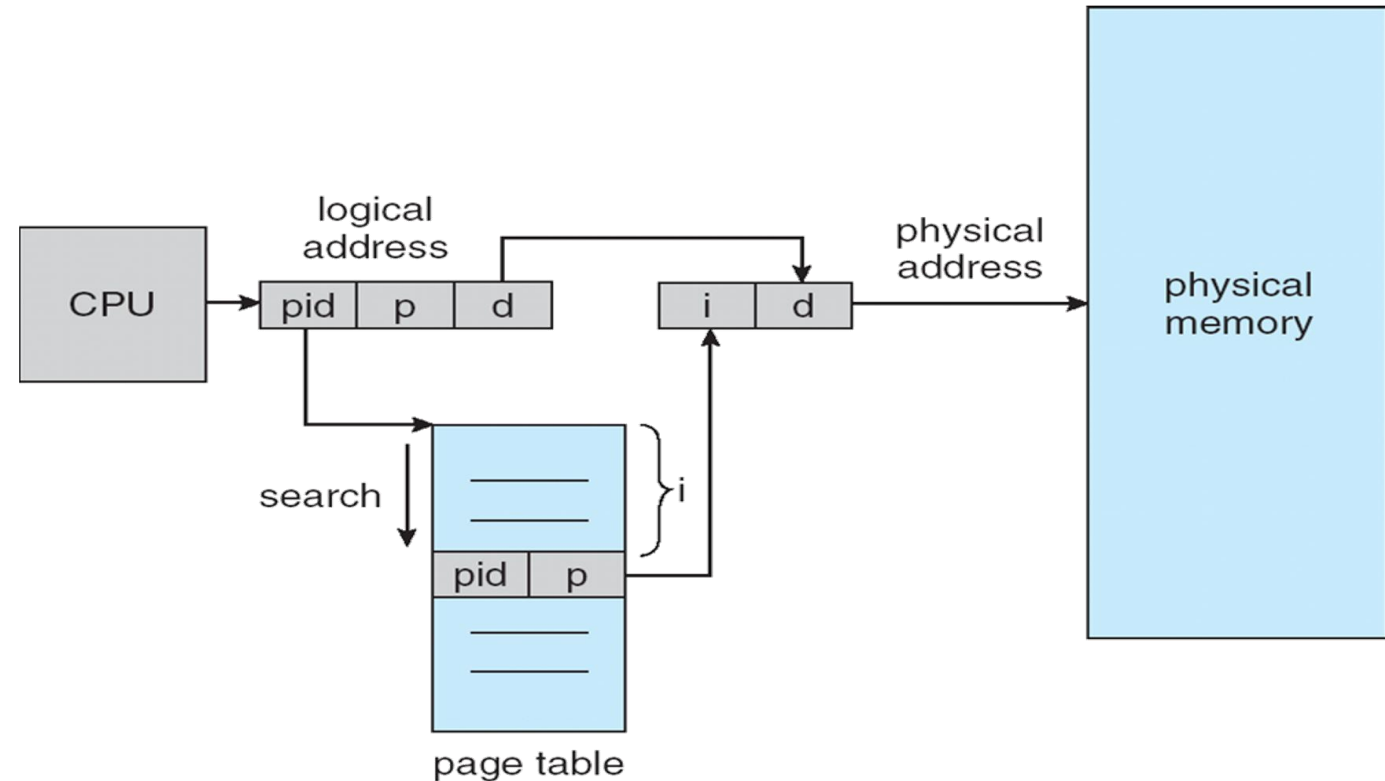 logical
address
physical
address
CPU
pid p d
i d
physical
memory
search
i
pid p
page table